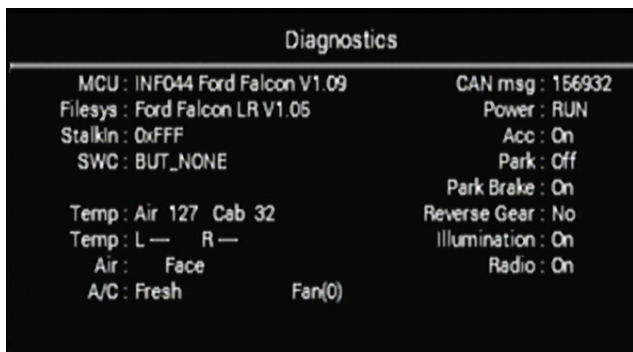 Diagnostics
MCU : INF044 Ford Falcon V1.09
Filesys : Ford Falcon LR V1.05
StalkIn : 0xFFF
SWC : BUT_NONE
Temp : Air 127 Cab 32
Temp : L --- R ---
Air : Face
A/C : Fresh Fan(0)
CAN msg : 156932
Power : RUN
Acc : On
Park : Off
Park Brake : On
Reverse Gear : No
Illumination : On
Radio : On